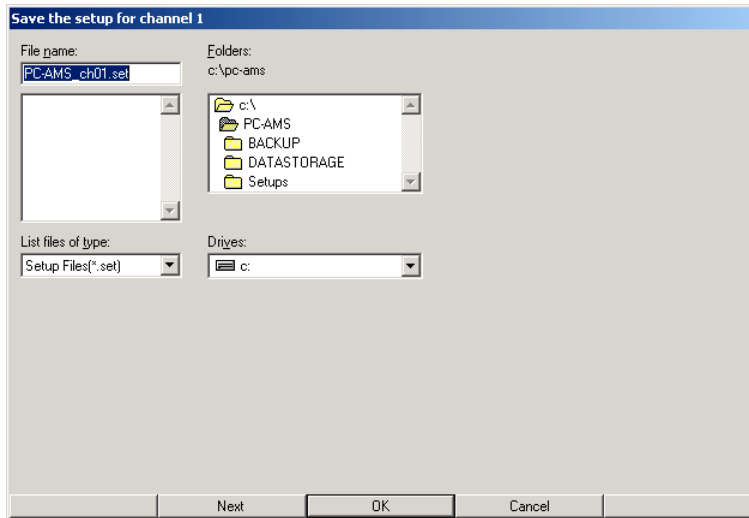 Save the setup for channel 1
File name:
PC-AMS_ch01.set
Folders:
c:\pc-ams
c:\
PC-AMS
BACKUP
DATASTORAGE
Setups
List files of type:
Setup Files(*.set)
Drives:
c:
Next
OK
Cancel